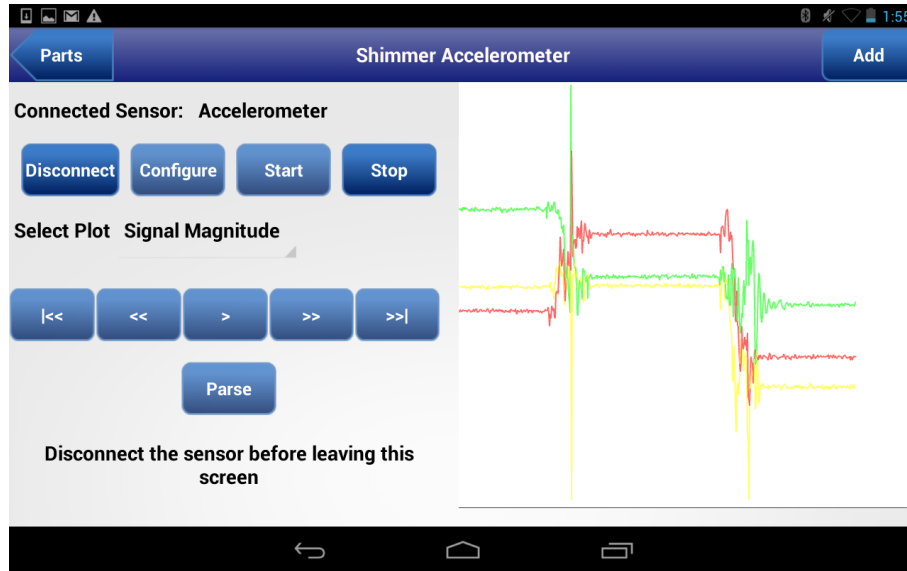 1:55
Parts
Shimmer Accelerometer
Add
Connected Sensor: Accelerometer
Disconnect
Configure
Start
Stop
Select Plot Signal Magnitude
|<<
<<
>
>>
>>|
Parse
Disconnect the sensor before leaving this
screen